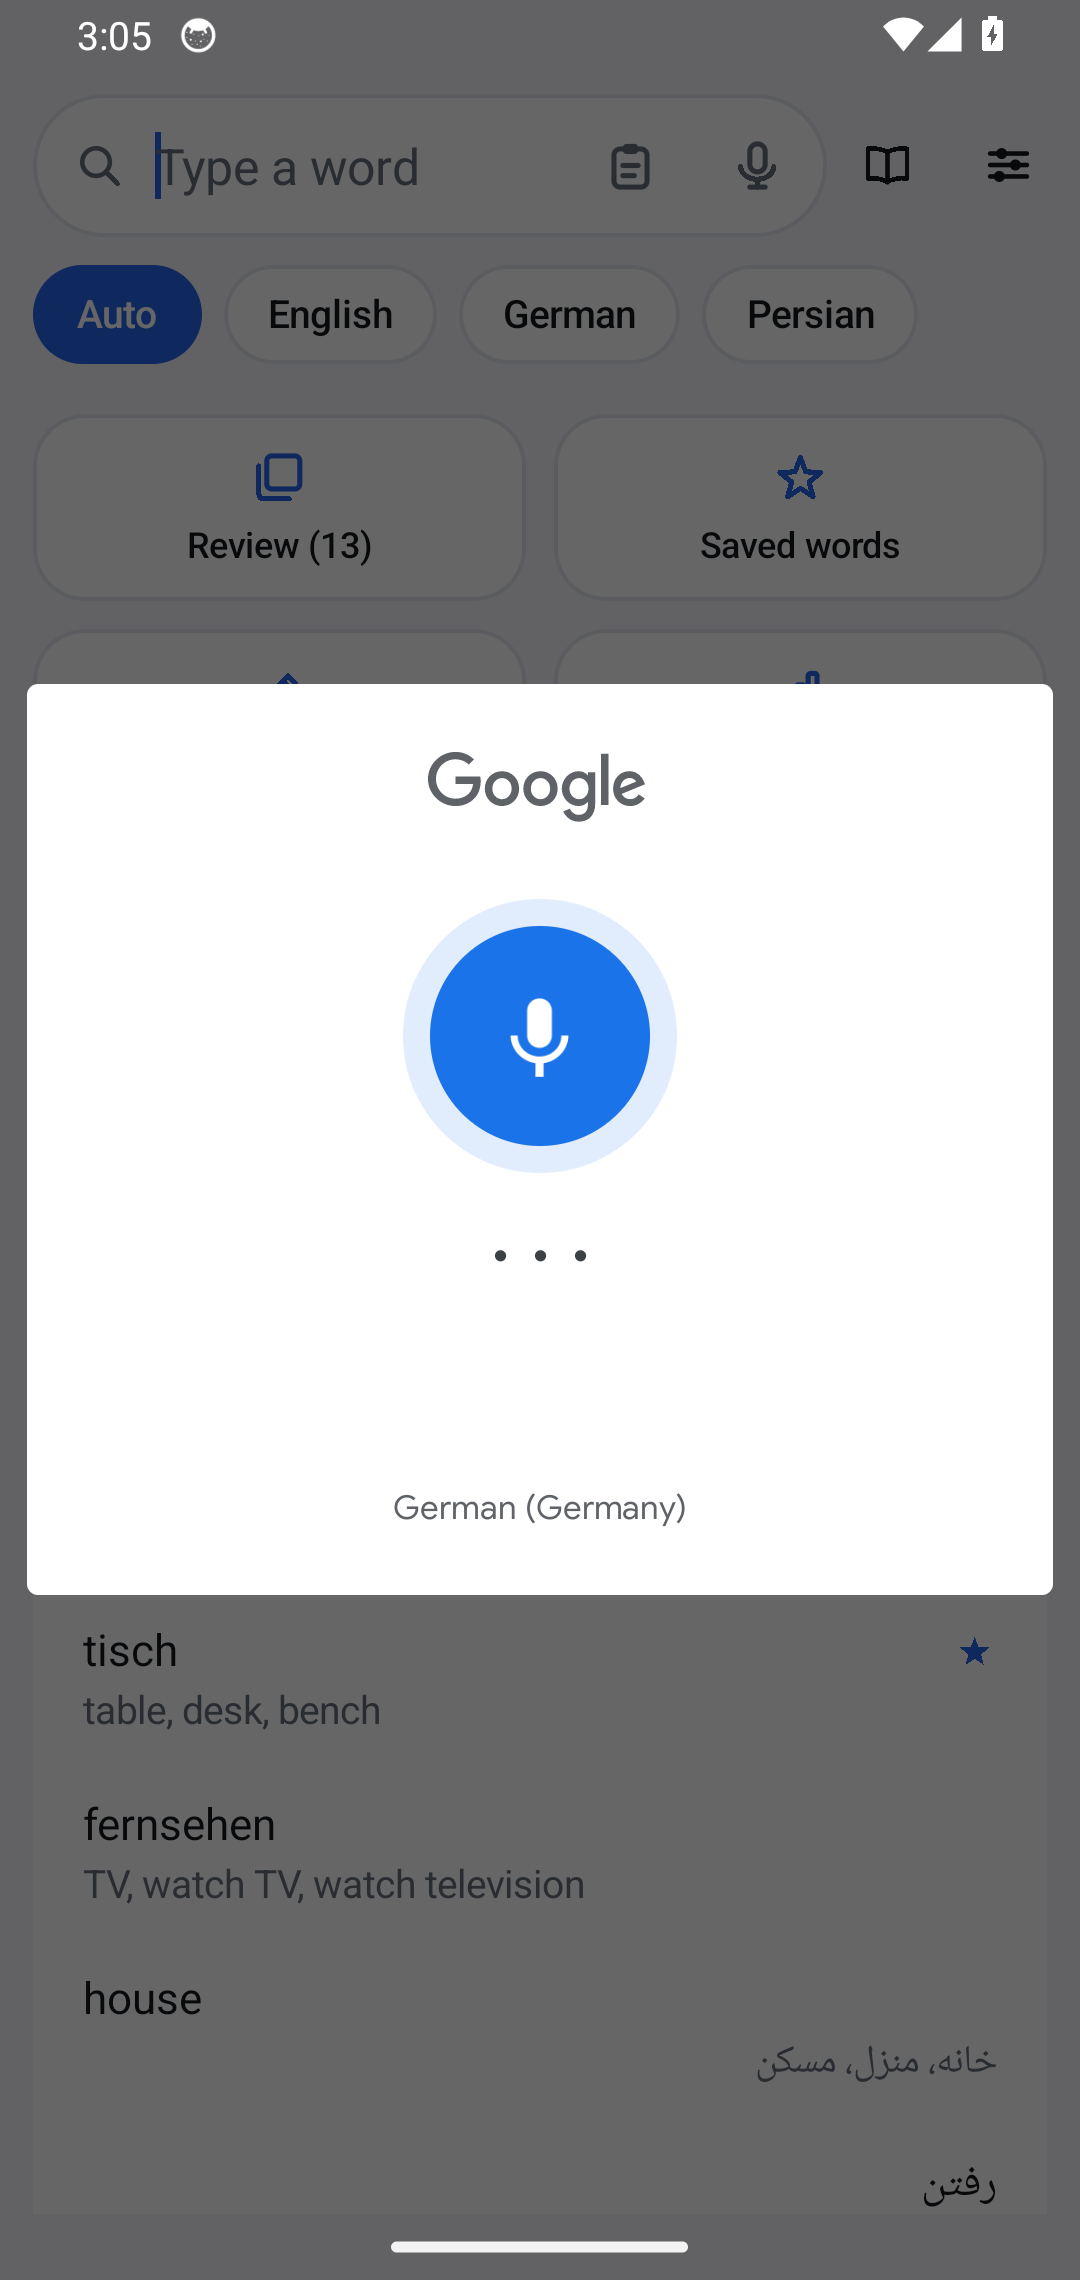 3:05
Type a word
Auto
English
German
Persian
Review (13)
Saved words
Google
German (Germany)
tisch
table, desk, bench
fernsehen
TV, watch TV, watch television
house
خانه، منزل، مسکن
رفتن